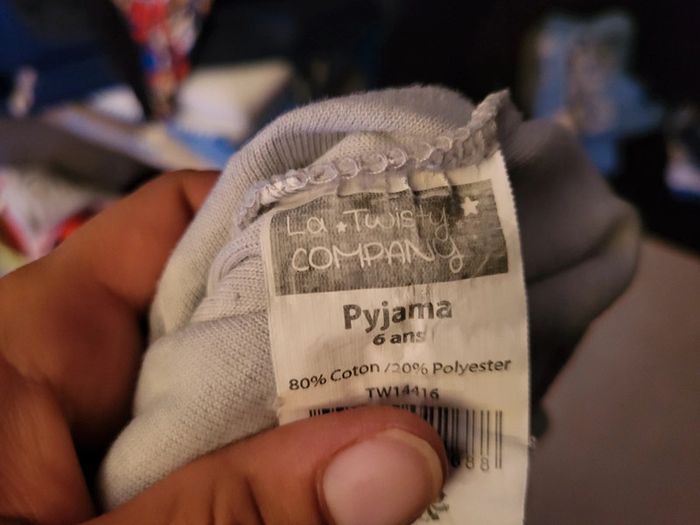 La Twisty
COMPANY
Pyjama
6 ans
80% Coton /20% Polyester
TW14416